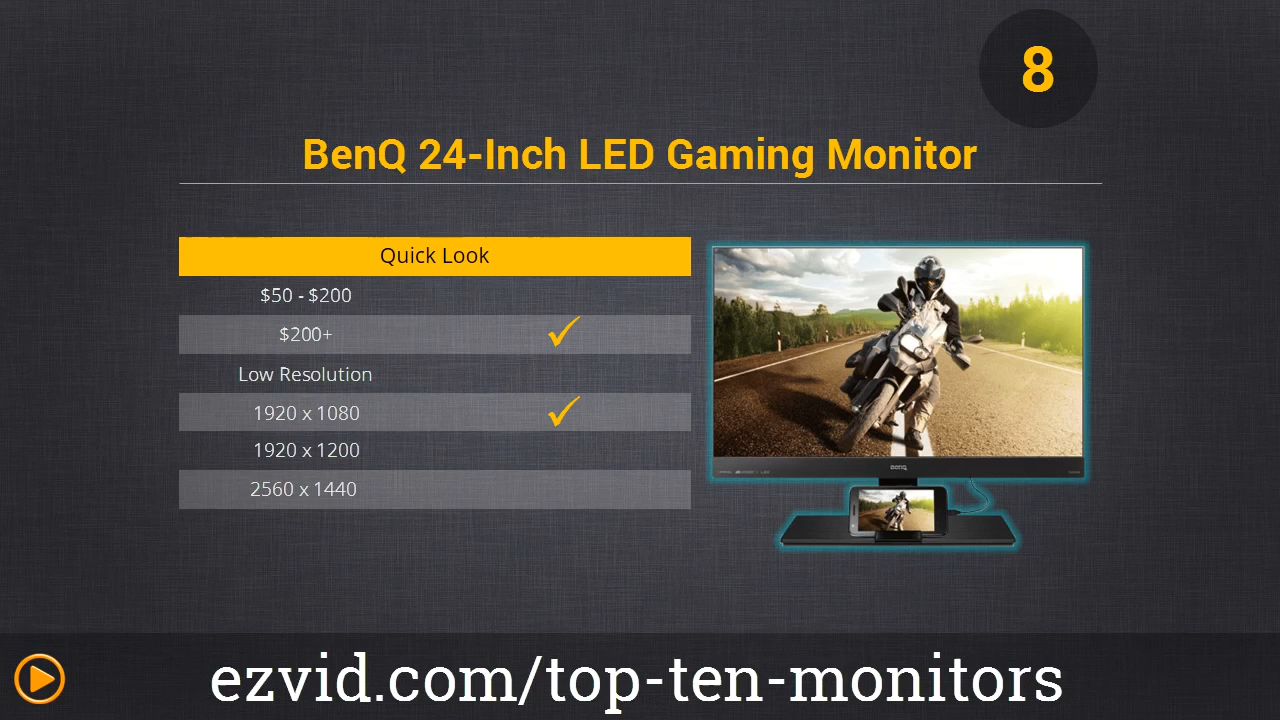 8
BenQ 24-Inch LED Gaming Monitor
Quick Look
$50 - $200
$200+
Low Resolution
1920 x 1080
1920 x 1200
2560 x 1440
BenQ
ezvid.com/top-ten-monitors